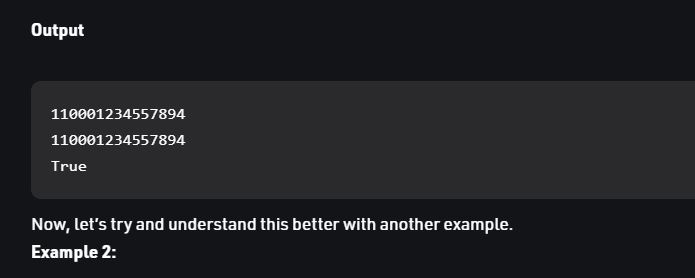 Output
110001234557894
110001234557894
True
Now, let’s try and understand this better with another example.
Example 2: